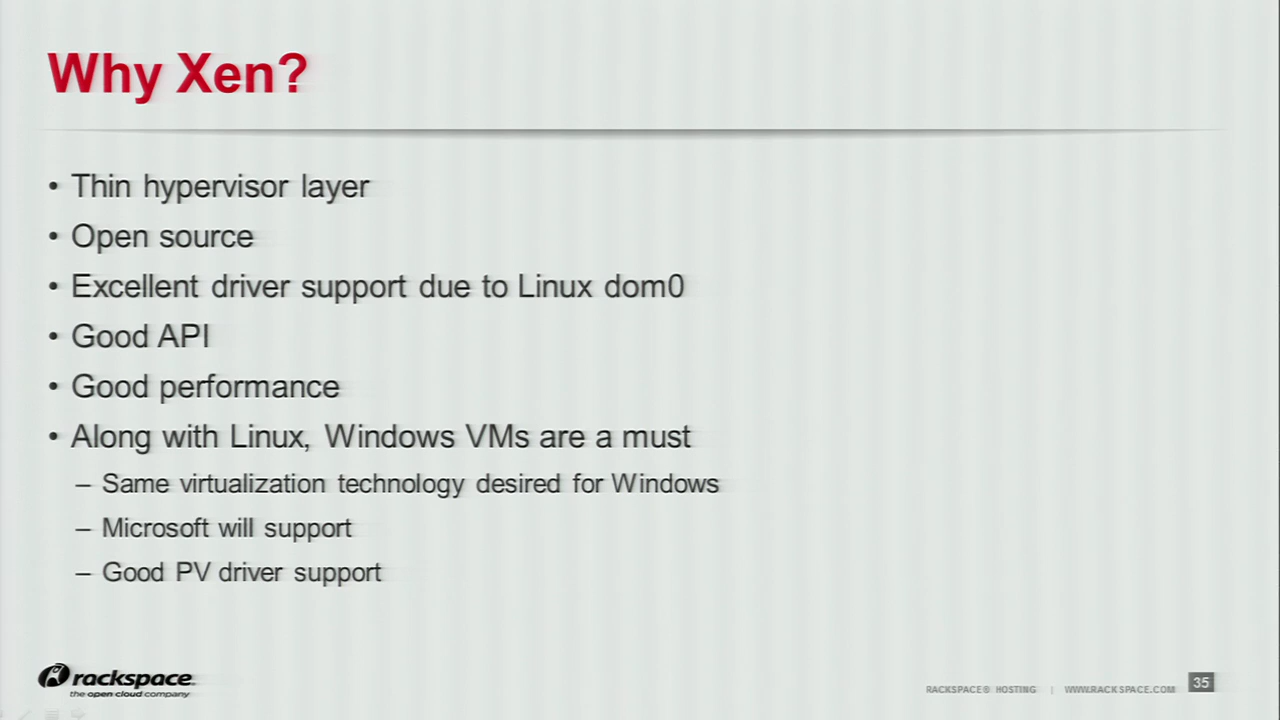 Why Xen?
• Thin hypervisor layer
• Open source
• Excellent driver support due to Linux dom0
• Good API
• Good performance
• Along with Linux, Windows VMs are a must
– Same virtualization technology desired for Windows
– Microsoft will support
– Good PV driver support
rackspace.
the open cloud company
RACKSPACE® HOSTING | WWW.RACKSPACE.COM 35